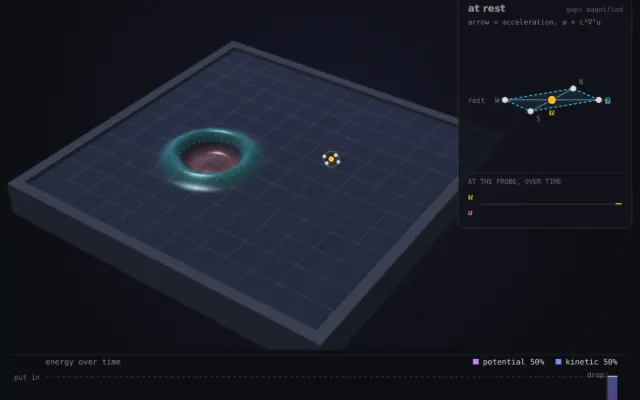 at rest gaps magnified
arrow = acceleration, a = c²∇²u
N
rest W
u
S
AT THE PROBE, OVER TIME
u
a
energy over time potential 50% kinetic 50%
put in drop